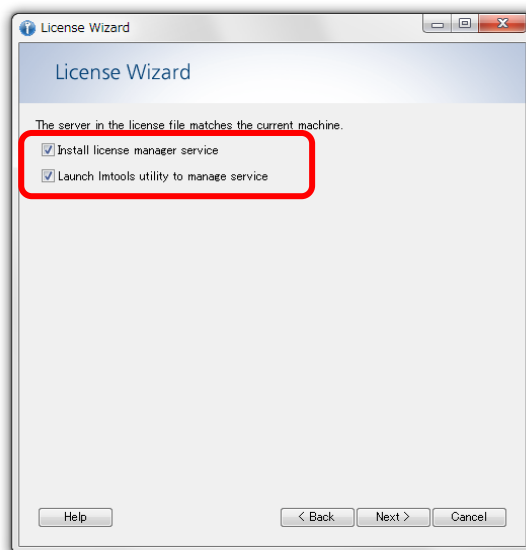 License Wizard
License Wizard
The server in the license file matches the current machine.
Install license manager service
Launch lmtools utility to manage service
Help
< Back
Next >
Cancel